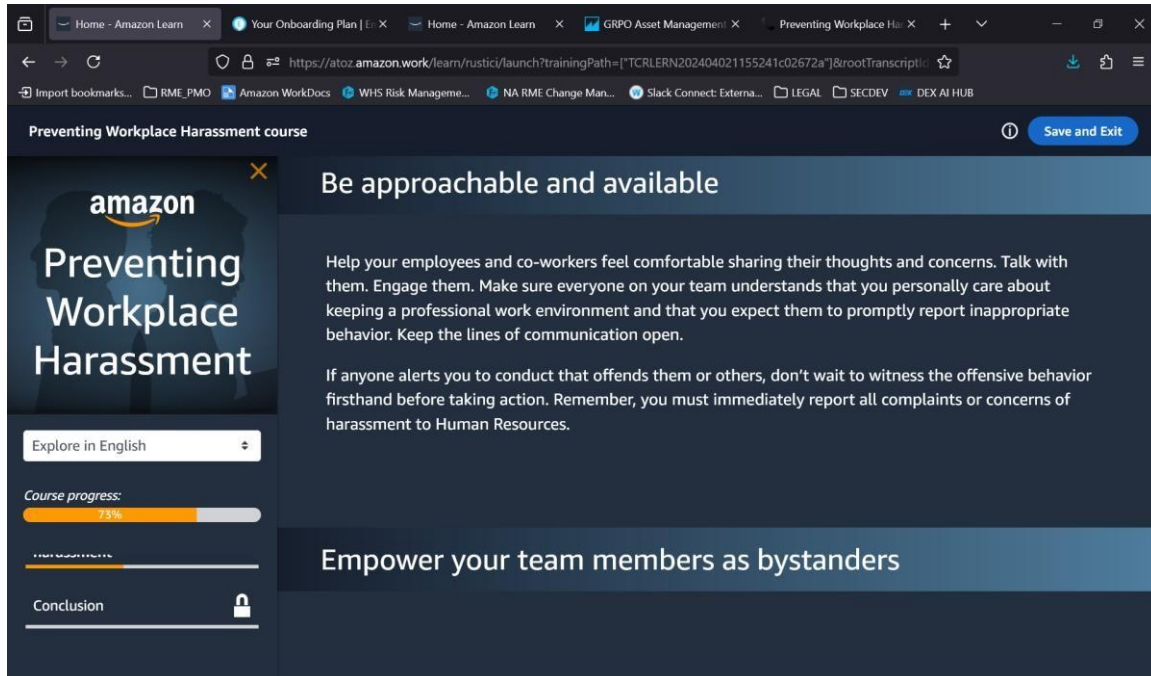 Home - Amazon Learn
Your Onboarding Plan | En
Home - Amazon Learn
GRPO Asset Management
Preventing Workplace Ha
https://atoz.amazon.work/learn/rustici/launch?trainingPath=["TCRLERN202404021155241c02672a"]&rootTranscriptId
Import bookmarks...
RME_PMO
Amazon WorkDocs
WHS Risk Manageme...
NA RME Change Man...
Slack Connect: Externa...
LEGAL
SECDEV
DEX AI HUB
Preventing Workplace Harassment course
Save and Exit
amazon
Preventing
Workplace
Harassment
Explore in English
Course progress:
73%
harassment
Conclusion
Be approachable and available
Help your employees and co-workers feel comfortable sharing their thoughts and concerns. Talk with
them. Engage them. Make sure everyone on your team understands that you personally care about
keeping a professional work environment and that you expect them to promptly report inappropriate
behavior. Keep the lines of communication open.
If anyone alerts you to conduct that offends them or others, don’t wait to witness the offensive behavior
firsthand before taking action. Remember, you must immediately report all complaints or concerns of
harassment to Human Resources.
Empower your team members as bystanders